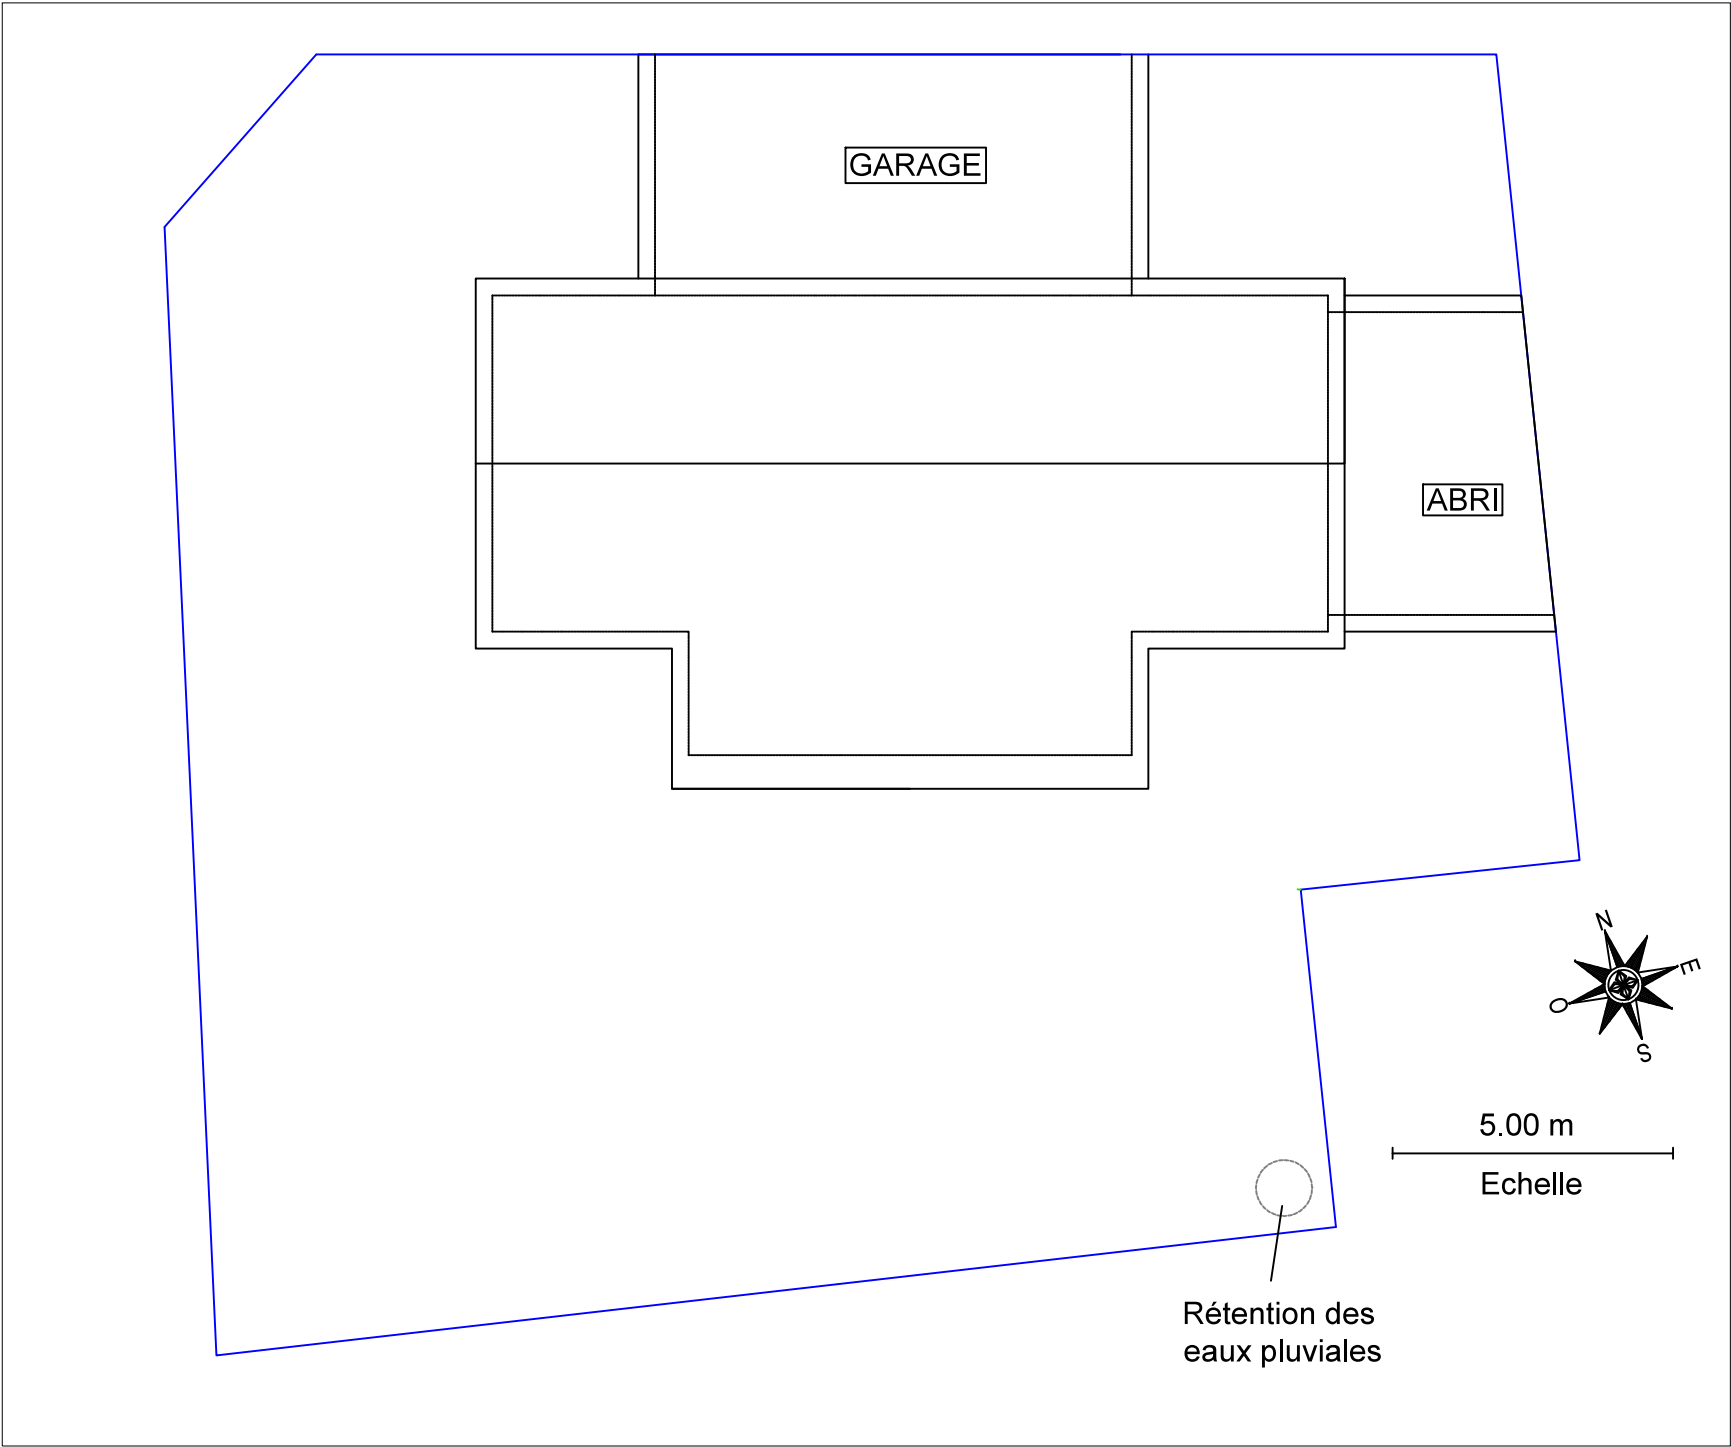 GARAGE
ABRI
N
E
O
S
5.00 m
Echelle
Rétention des
eaux pluviales